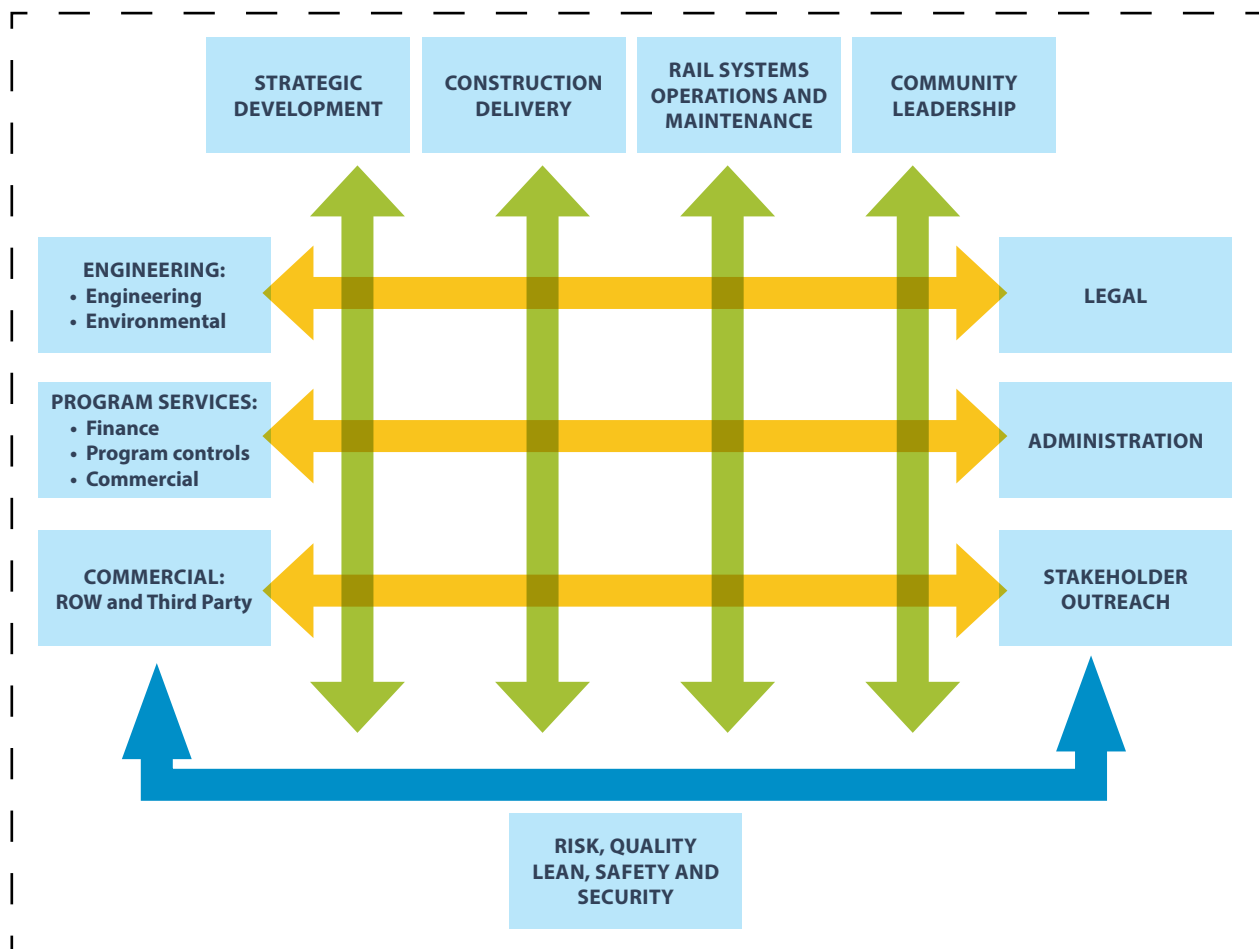 STRATEGIC
DEVELOPMENT
CONSTRUCTION
DELIVERY
RAIL SYSTEMS
OPERATIONS AND
MAINTENANCE
COMMUNITY
LEADERSHIP
ENGINEERING:
• Engineering
• Environmental
LEGAL
PROGRAM SERVICES:
• Finance
• Program controls
• Commercial
ADMINISTRATION
COMMERCIAL:
ROW and Third Party
STAKEHOLDER
OUTREACH
RISK, QUALITY
LEAN, SAFETY AND
SECURITY